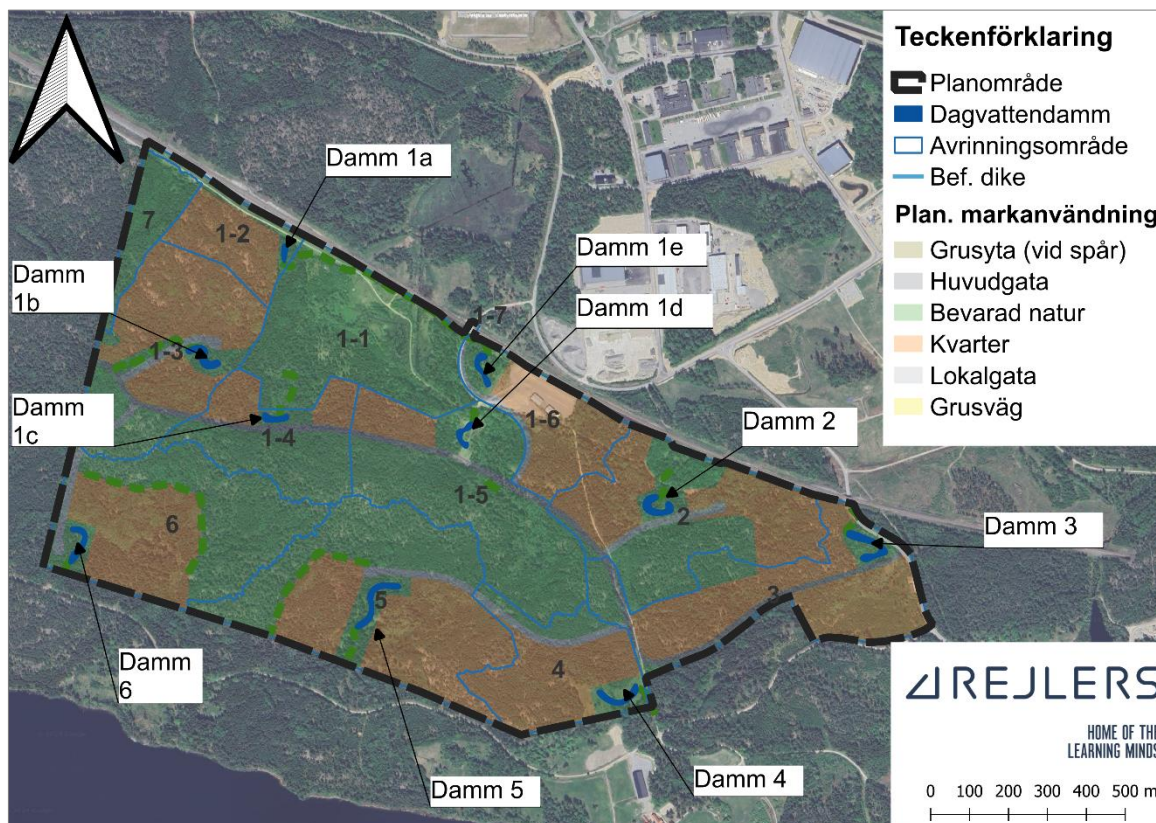 Teckenförklaring
Planområde
Dagvattendamm
Avrinningsområde
Bef. dike
Plan. markanvändning
Grusyta (vid spår)
Huvudgata
Bevarad natur
Kvarter
Lokalgata
Grusväg
Damm 1a
Damm 1e
Damm 1d
Damm
1b
Damm
1c
Damm 2
Damm 3
Damm
6
Damm 5
Damm 4
7
1-2
1-1
1-7
1-3
1-4
1-6
1-5
2
6
3
5
4
REJLERS
HOME OF THE
LEARNING MINDS
0 100 200 300 400 500 m